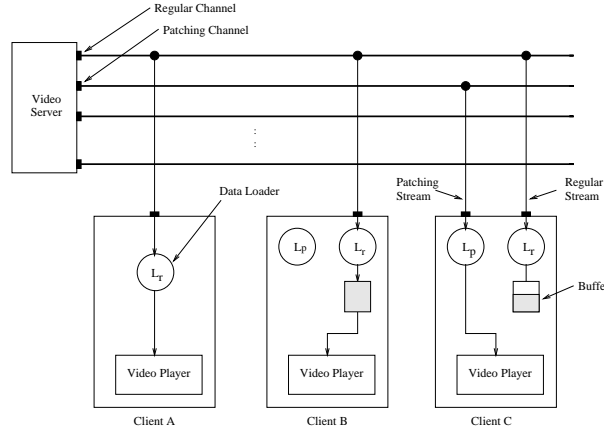 Regular Channel
Patching Channel
Video
Server
Data Loader
Patching
Stream
Regular
Stream
Lr
Lp
Lr
Lp
Lr
Buffe
Video Player
Video Player
Video Player
Client A
Client B
Client C